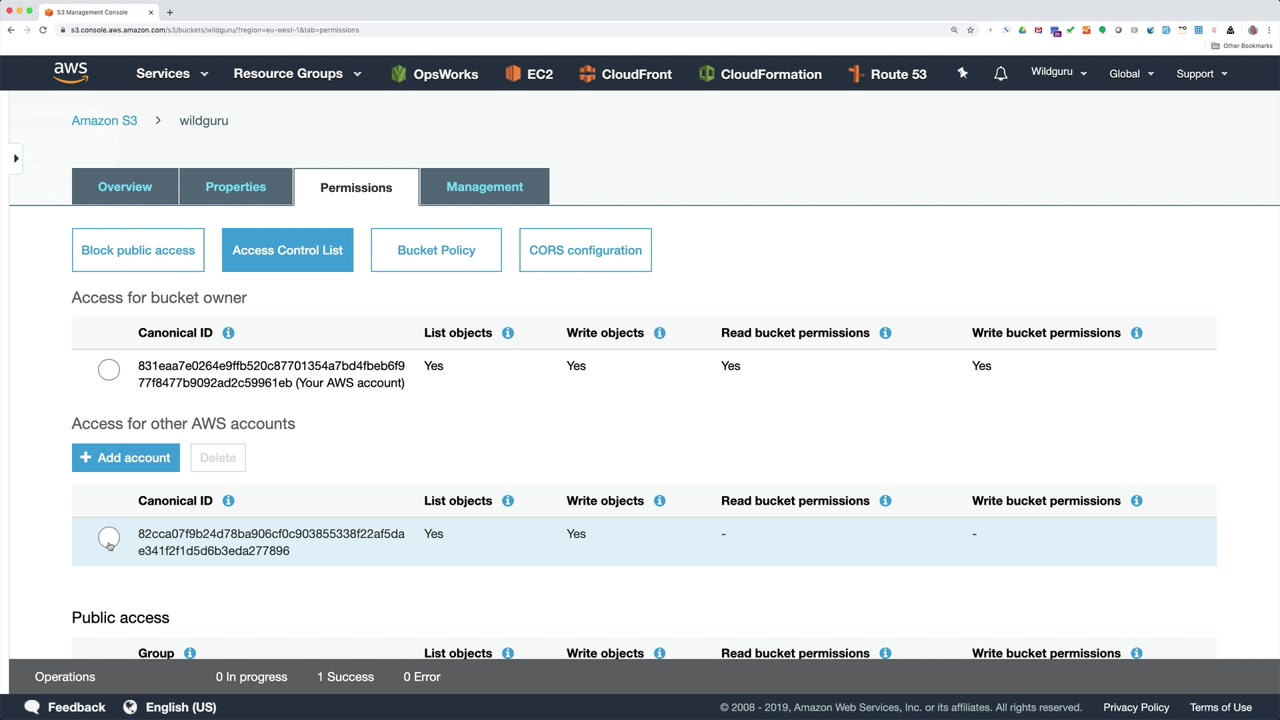 S3 Management Console
s3.console.aws.amazon.com/s3/buckets/wildguru/?region=eu-west-1&tab=permissions
Other Bookmarks
aws Services Resource Groups OpsWorks EC2 CloudFront CloudFormation Route 53 Wildguru Global Support
Amazon S3 > wildguru
Overview Properties Permissions Management
Block public access Access Control List Bucket Policy CORS configuration
Access for bucket owner
Canonical ID List objects Write objects Read bucket permissions Write bucket permissions
831eaa7e0264e9ffb520c87701354a7bd4fbeb6f9 Yes Yes Yes Yes
77f8477b9092ad2c59961eb (Your AWS account)
Access for other AWS accounts
+ Add account Delete
Canonical ID List objects Write objects Read bucket permissions Write bucket permissions
82cca07f9b24d78ba906cf0c903855338f22af5da Yes Yes - -
e341f2f1d5d6b3eda277896
Public access
Group List objects Write objects Read bucket permissions Write bucket permissions
Operations 0 In progress 1 Success 0 Error
Feedback English (US) © 2008 - 2019, Amazon Web Services, Inc. or its affiliates. All rights reserved. Privacy Policy Terms of Use